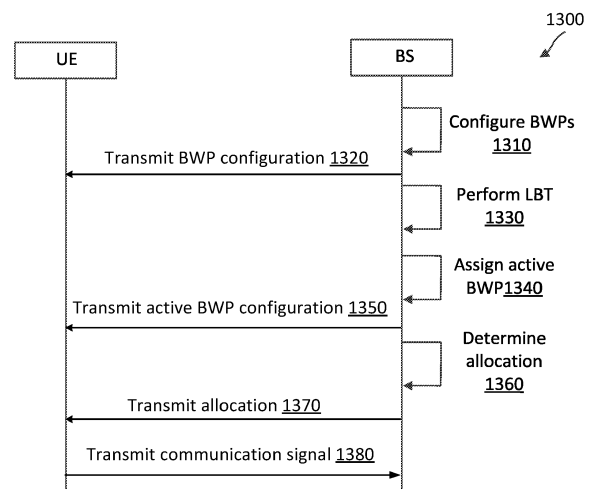 1300
UE
BS
Configure BWPs
1310
Transmit BWP configuration 1320
Perform LBT
1330
Assign active
BWP1340
Transmit active BWP configuration 1350
Determine
allocation
1360
Transmit allocation 1370
Transmit communication signal 1380